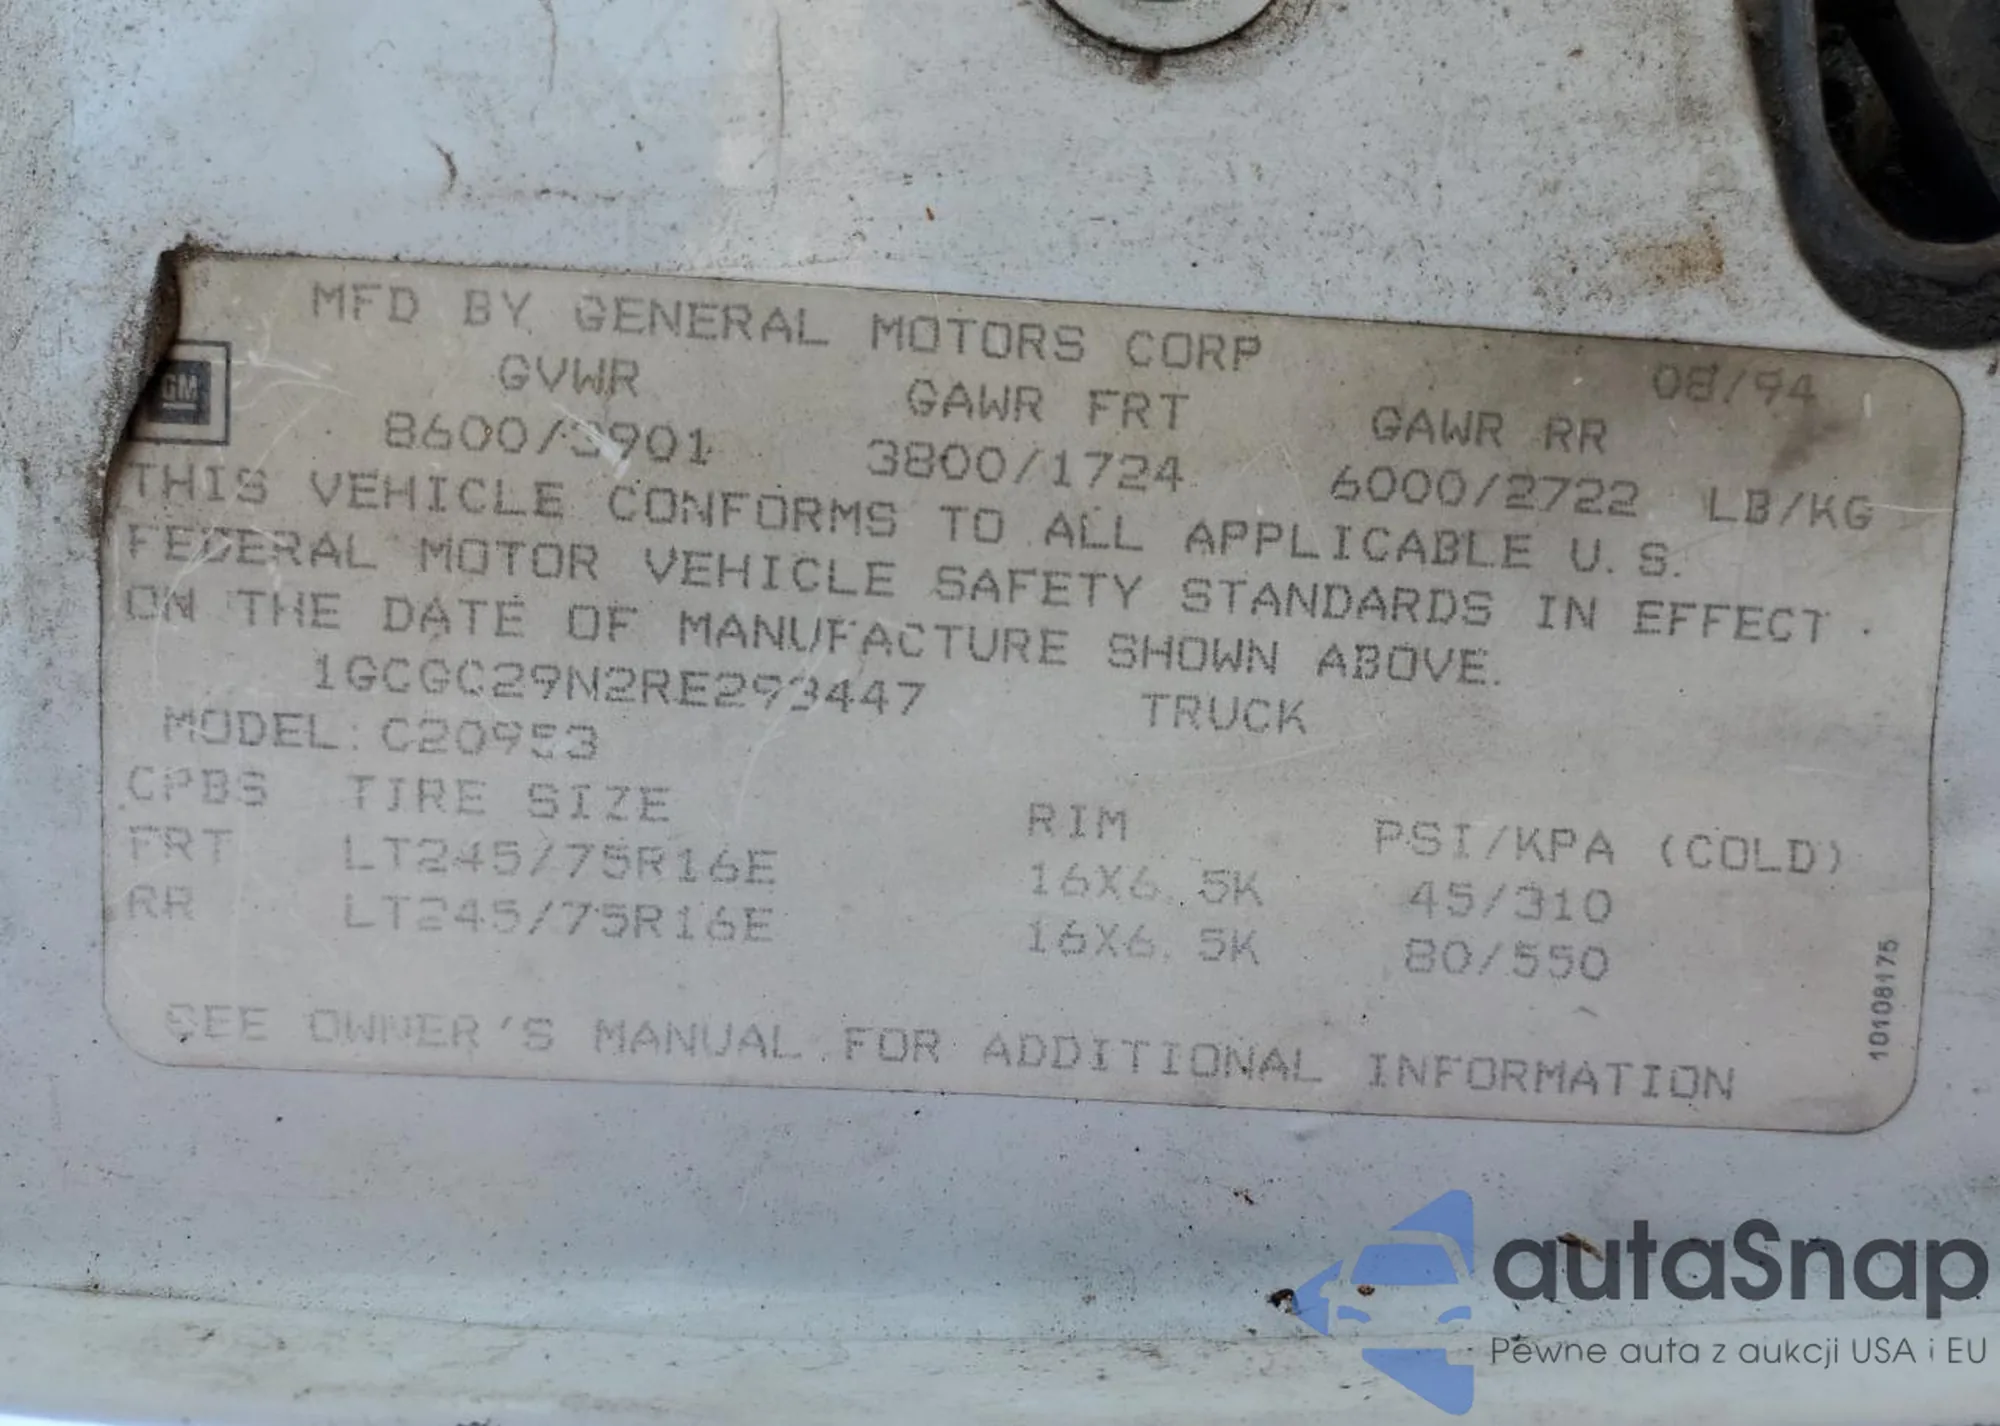 MFD BY GENERAL MOTORS CORP
08/94
GM
GVWR GAWR FRT GAWR RR
8600/3901 3800/1724 6000/2722 LB/KG
THIS VEHICLE CONFORMS TO ALL APPLICABLE U.S.
FEDERAL MOTOR VEHICLE SAFETY STANDARDS IN EFFECT
ON THE DATE OF MANUFACTURE SHOWN ABOVE.
1GCGC29N2RE293447 TRUCK
MODEL: C20953
CPBS TIRE SIZE RIM PSI/KPA (COLD)
FRT LT245/75R16E 16X6.5K 45/310
RR LT245/75R16E 16X6.5K 80/550
SEE OWNER'S MANUAL FOR ADDITIONAL INFORMATION
10108175
autaSnap
Pewne auta z aukcji USA i EU